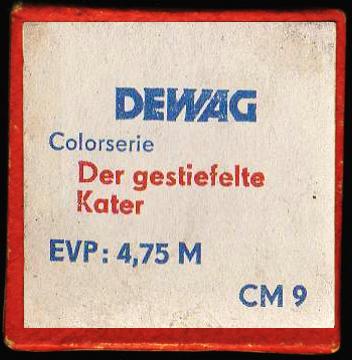 DEWAG
Colorserie
Der gestiefelte
Kater
EVP: 4,75 M
CM 9